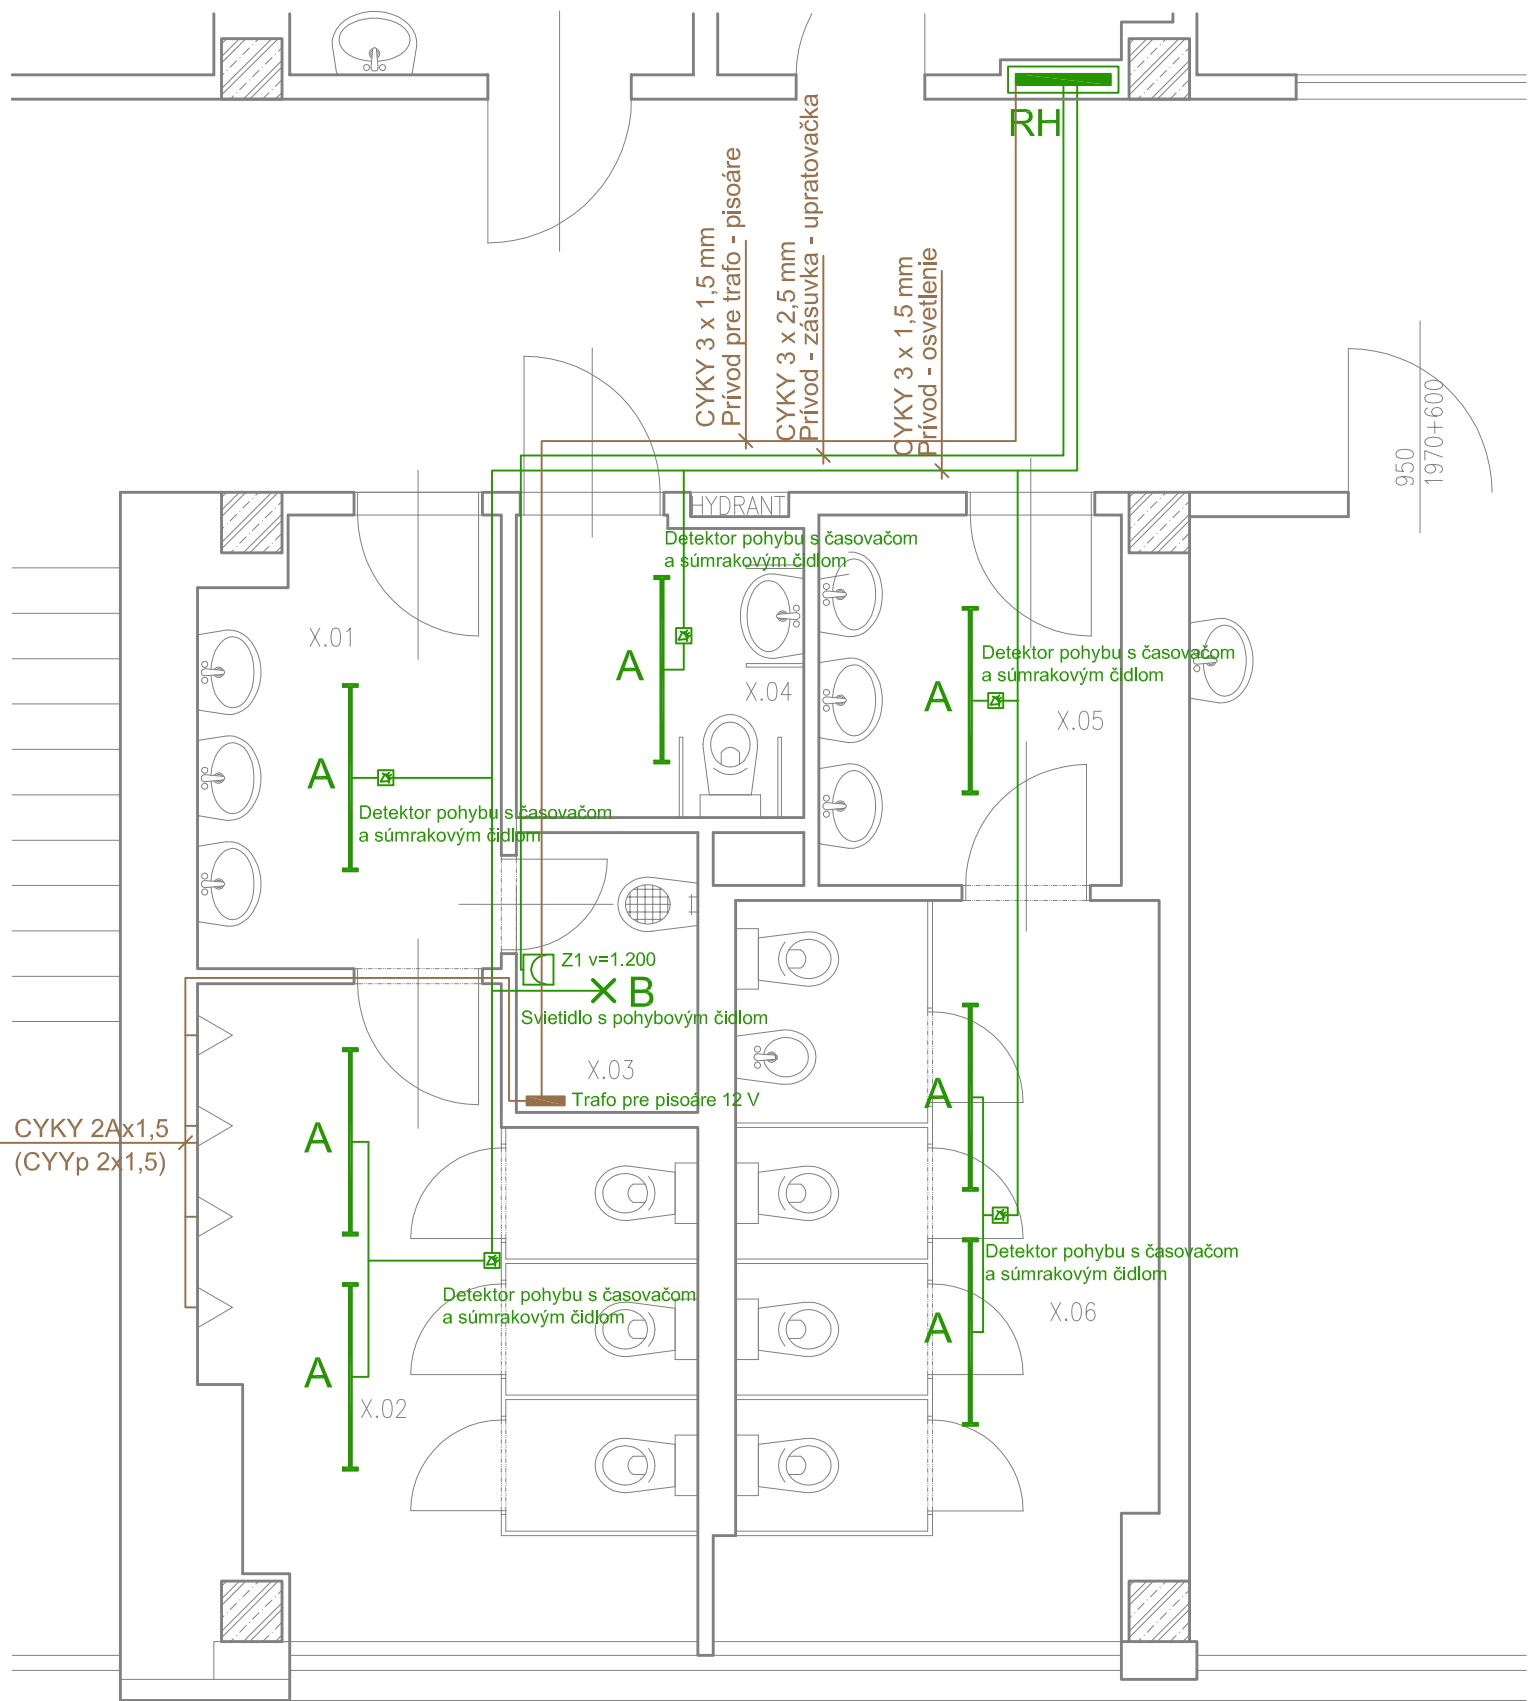 RH
CYKY 3 x 1,5 mm
Prívod pre trafo - pisoáre
CYKY 3 x 2,5 mm
Prívod - zásuvka - upratovačka
CYKY 3 x 1,5 mm
Prívod - osvetlenie
950
1970+600
HYDRANT
Detektor pohybu s časovačom
a súmrakovým čidlom
X.01
A
X.04
Detektor pohybu s časovačom
a súmrakovým čidlom
A
X.05
A
Detektor pohybu s časovačom
a súmrakovým čidlom
Z1 v=1.200
B
Svietidlo s pohybovým čidlom
X.03
Trafo pre pisoáre 12 V
A
CYKY 2Ax1,5
(CYYp 2x1,5)
A
Detektor pohybu s časovačom
a súmrakovým čidlom
Detektor pohybu s časovačom
a súmrakovým čidlom
X.06
A
A
X.02